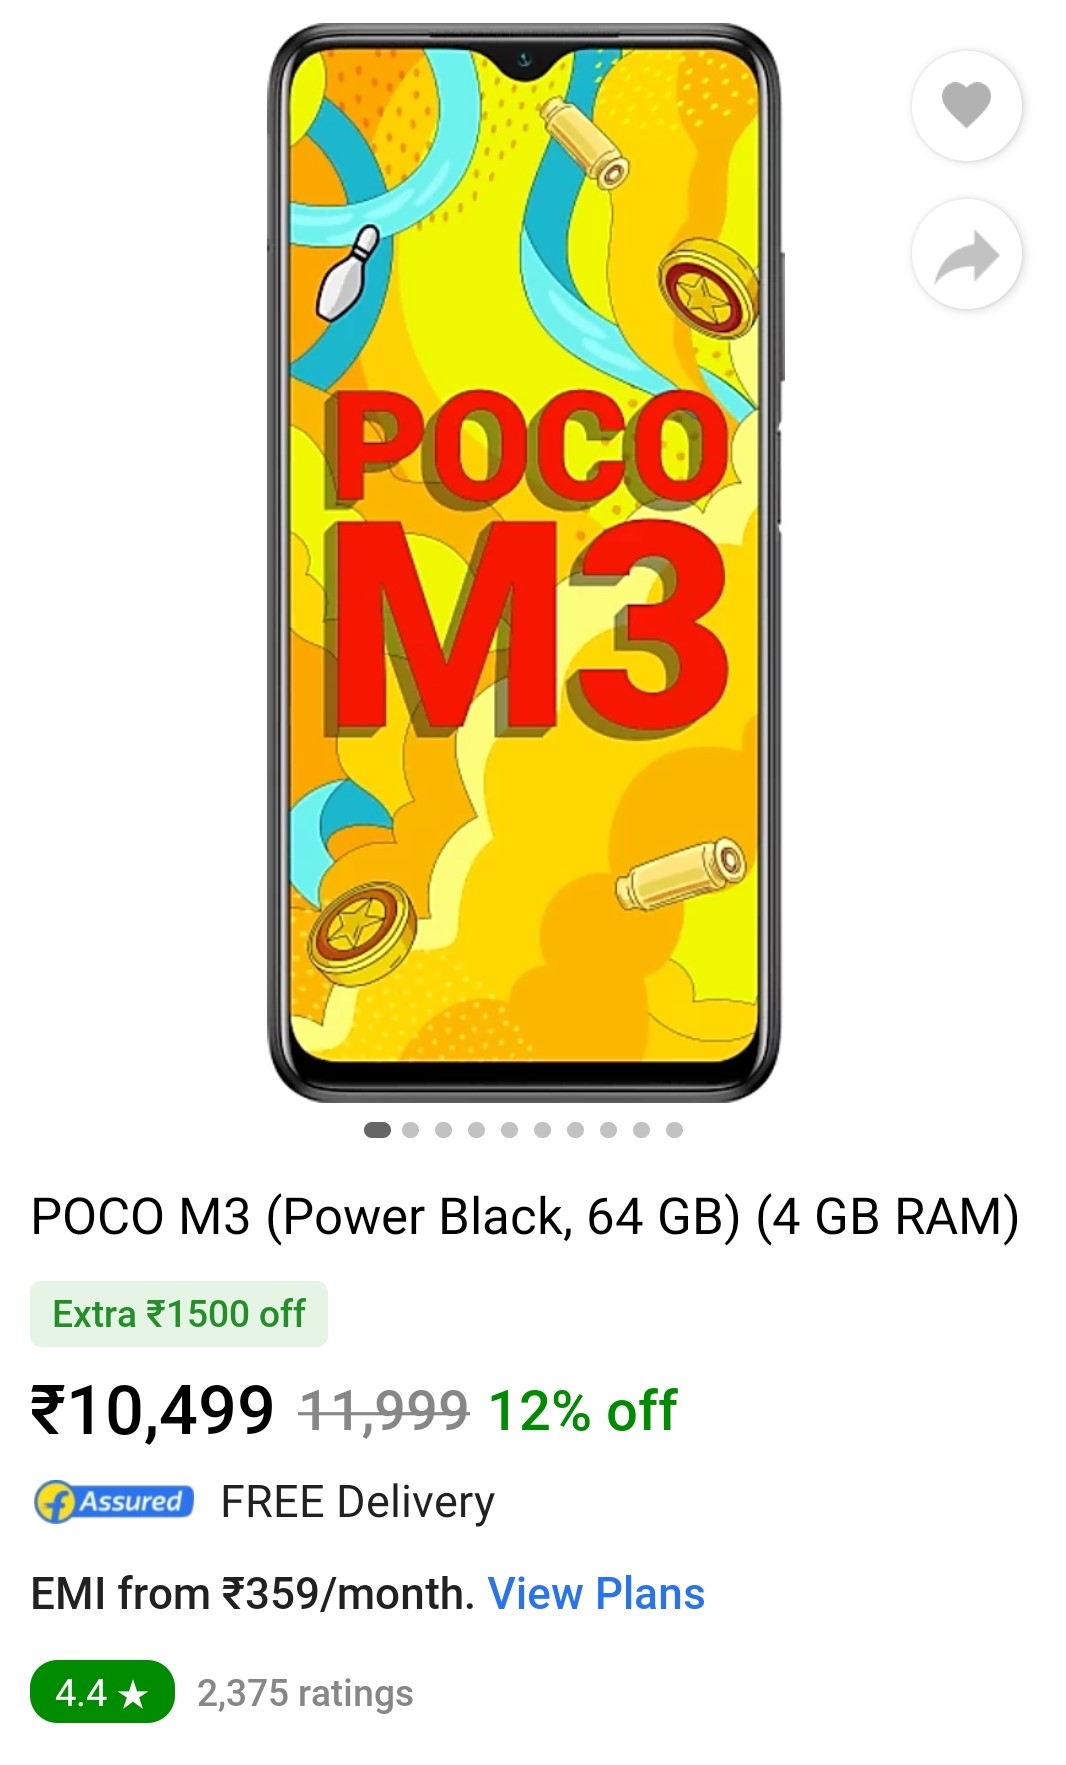 POCO
M3
POCO M3 (Power Black, 64 GB) (4 GB RAM)
Extra ₹1500 off
₹10,499 11,999 12% off
f Assured FREE Delivery
EMI from ₹359/month. View Plans
4.4 ★ 2,375 ratings